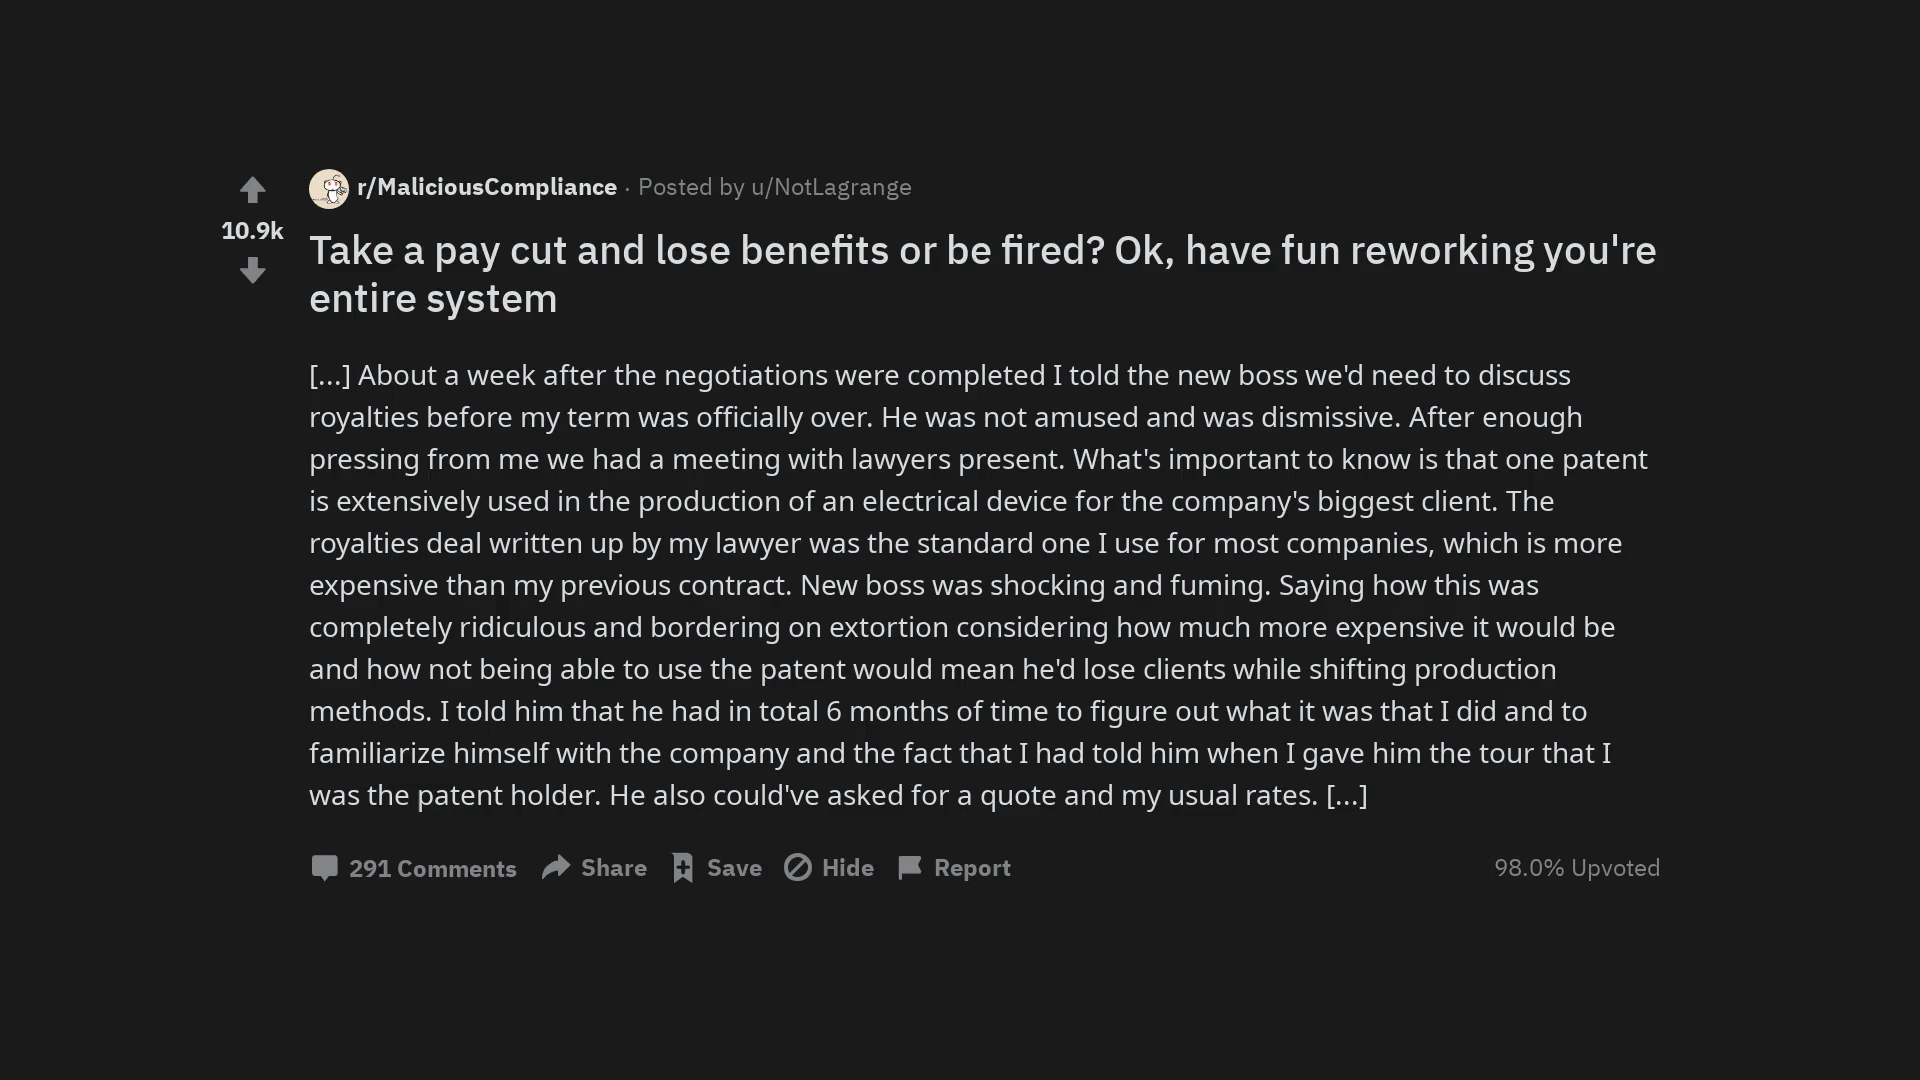 r/MaliciousCompliance · Posted by u/NotLagrange
10.9k
Take a pay cut and lose benefits or be fired? Ok, have fun reworking you're
entire system
[...] About a week after the negotiations were completed I told the new boss we'd need to discuss
royalties before my term was officially over. He was not amused and was dismissive. After enough
pressing from me we had a meeting with lawyers present. What's important to know is that one patent
is extensively used in the production of an electrical device for the company's biggest client. The
royalties deal written up by my lawyer was the standard one I use for most companies, which is more
expensive than my previous contract. New boss was shocking and fuming. Saying how this was
completely ridiculous and bordering on extortion considering how much more expensive it would be
and how not being able to use the patent would mean he'd lose clients while shifting production
methods. I told him that he had in total 6 months of time to figure out what it was that I did and to
familiarize himself with the company and the fact that I had told him when I gave him the tour that I
was the patent holder. He also could've asked for a quote and my usual rates. [...]
291 Comments Share Save Hide Report 98.0% Upvoted